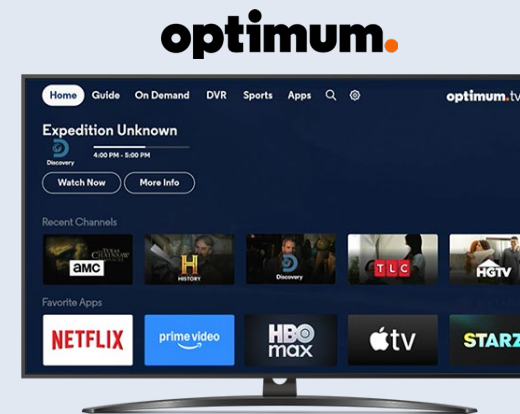 optimum.
Home Guide On Demand DVR Sports Apps optimum.tv
Expedition Unknown
Discovery
4:00 PM - 5:00 PM
Watch Now More Info
Recent Channels
TEXAS
CHAINSAW
amc H HISTORY Discovery TLC HGTV
Favorite Apps
NETFLIX prime video HBO max tv STARZ